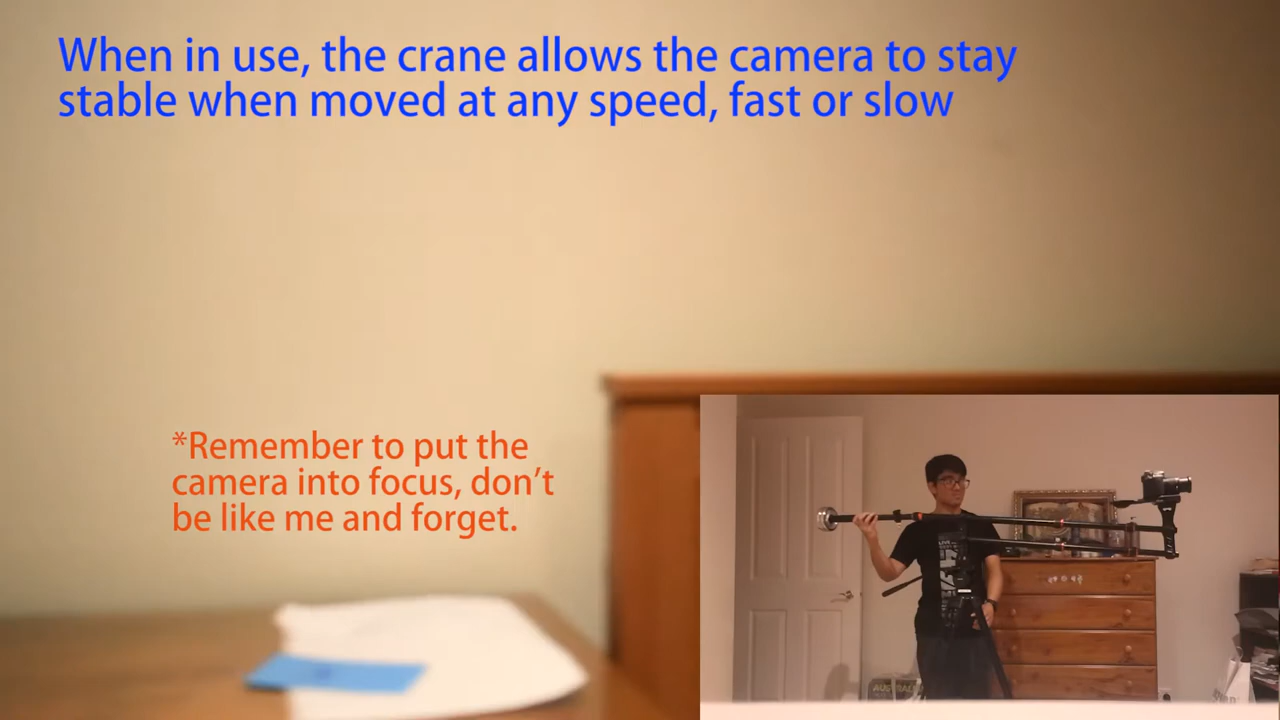 When in use, the crane allows the camera to stay
stable when moved at any speed, fast or slow
*Remember to put the
camera into focus, don’t
be like me and forget.